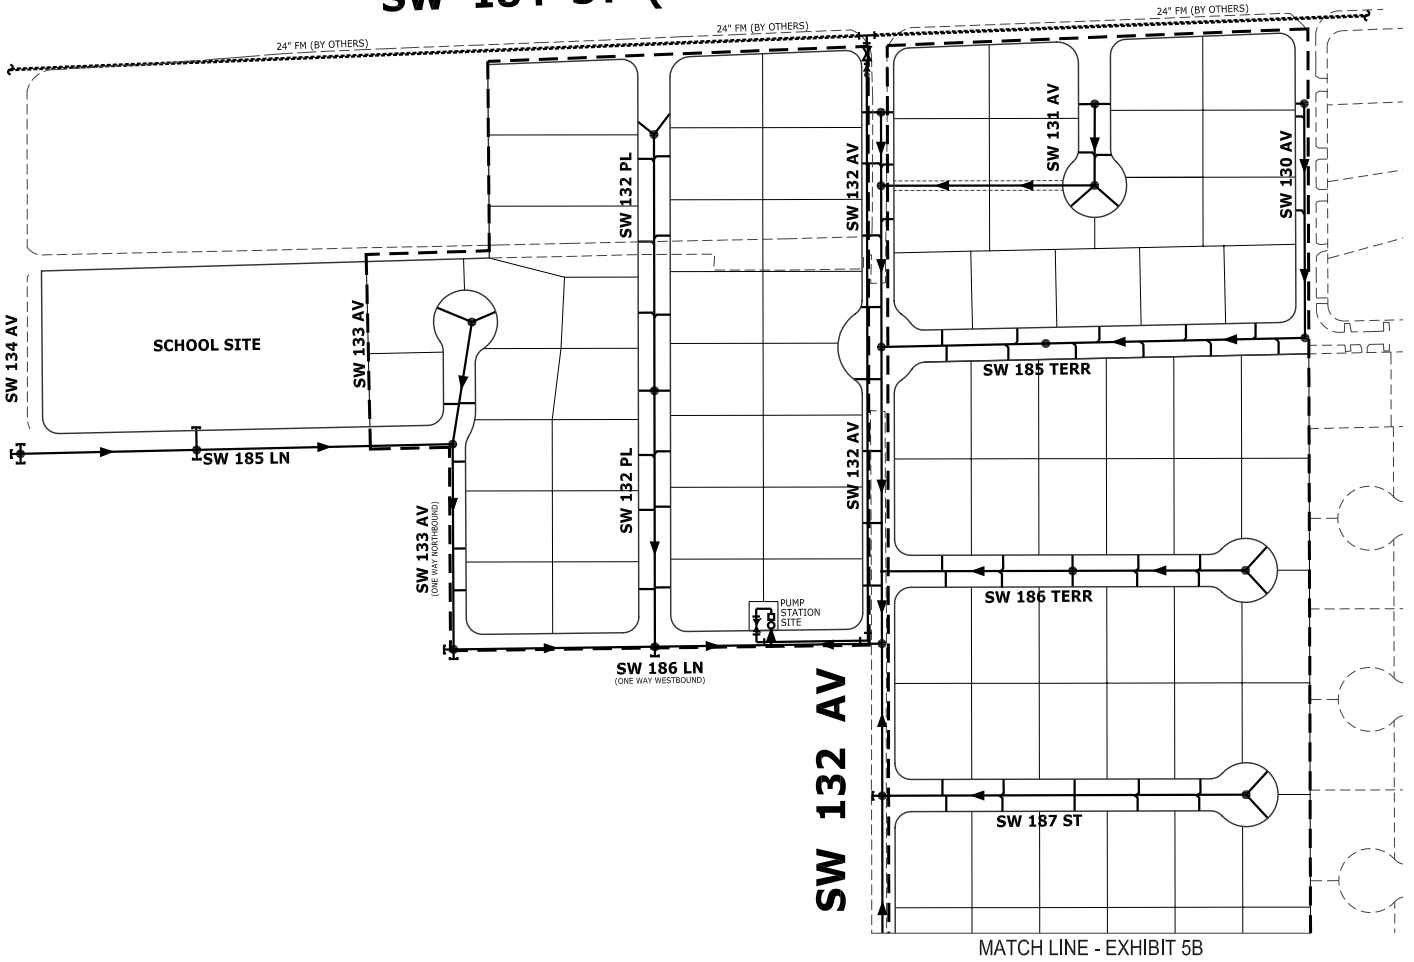 24" FM (BY OTHERS)
24" FM (BY OTHERS)
24" FM (BY OTHERS)
SW 131 AV
SW 130 AV
SW 132 PL
SW 132 AV
SW 134 AV
SCHOOL SITE
SW 133 AV
SW 185 TERR
SW 185 LN
SW 132 PL
SW 132 AV
SW 133 AV
(ONE WAY NORTHBOUND)
SW 186 TERR
PUMP
STATION
SITE
SW 186 LN
(ONE WAY WESTBOUND)
SW 132 AV
SW 187 ST
MATCH LINE - EXHIBIT 5B